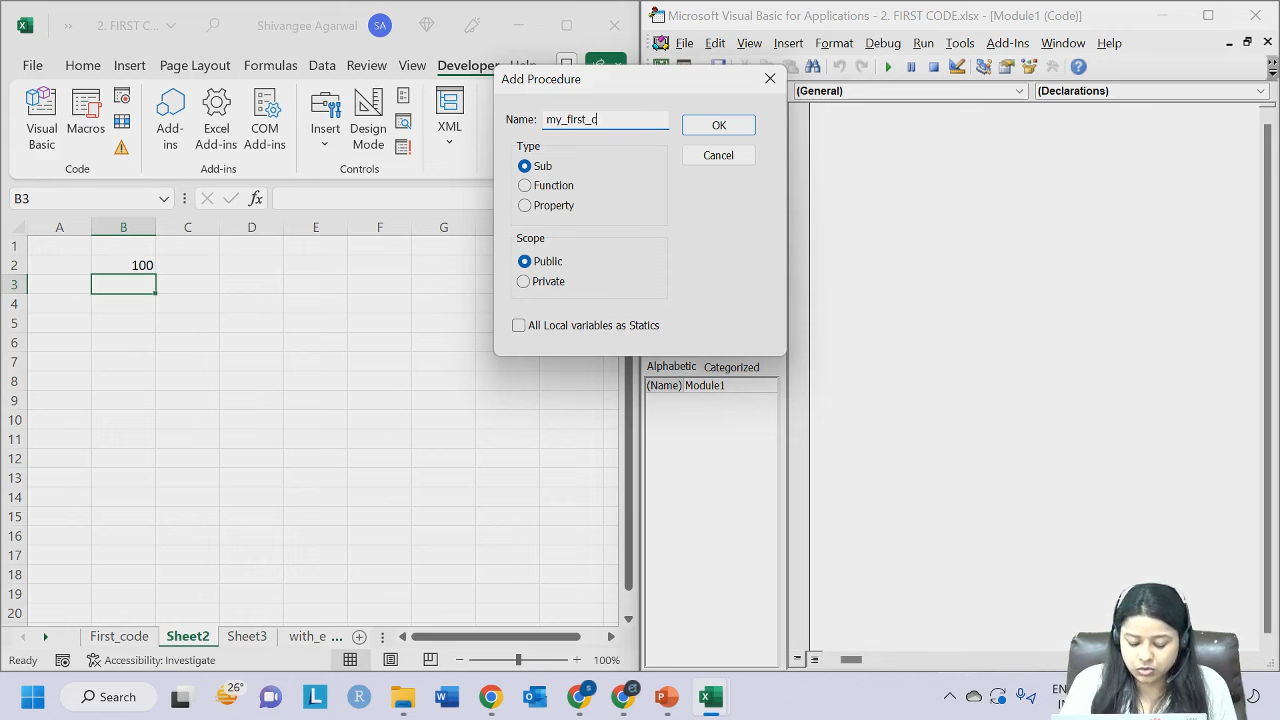 2. FIRST C...
Shivangee Agarwal
SA
Microsoft Visual Basic for Applications - 2. FIRST CODE.xlsx - [Module1 (Code)]
File Edit View Insert Format Debug Run Tools Add-Ins Window Help
File Home Insert Page Layout Formulas Data Review View Developer
Add Procedure
Name: my_first_c
OK
Cancel
Type
Sub
Function
Property
Scope
Public
Private
All Local variables as Statics
(General)
(Declarations)
Visual Basic
Macros
Code
Add-ins
Excel Add-ins
COM Add-ins
Add-ins
Insert
Design Mode
Controls
XML
B3
fx
A B C D E F G
1
2 100
3
4
5
6
7
8
9
10
11
12
13
14
15
16
17
18
19
20
Alphabetic Categorized
(Name) Module1
First_code Sheet2 Sheet3 with_e ...
Ready
Accessibility: Investigate
100%
26°
Search
L
R
W
S
a
P
EN
IN